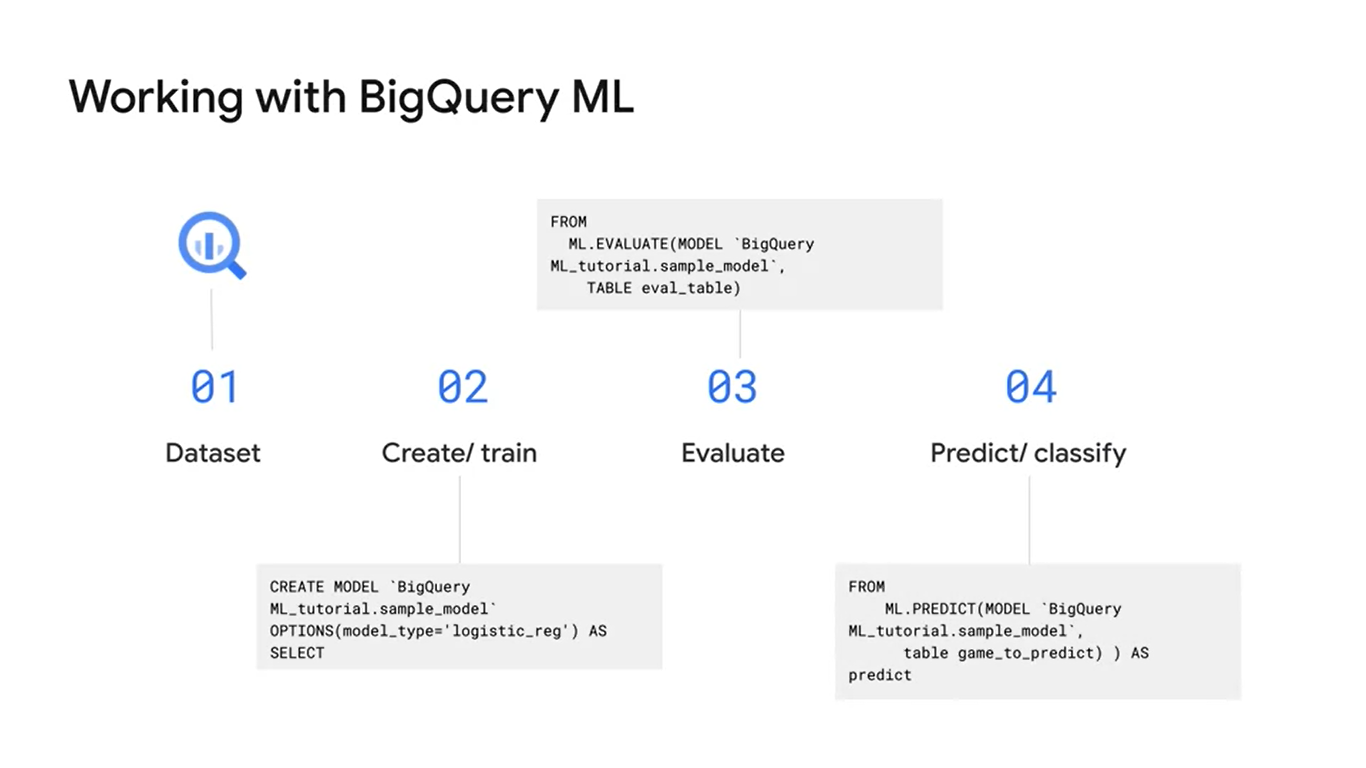 Working with BigQuery ML
FROM
ML.EVALUATE(MODEL `BigQuery
ML_tutorial.sample_model`,
TABLE eval_table)
01
Dataset
02
Create/ train
03
Evaluate
04
Predict/ classify
CREATE MODEL `BigQuery
ML_tutorial.sample_model`
OPTIONS(model_type='logistic_reg') AS
SELECT
FROM
ML.PREDICT(MODEL `BigQuery
ML_tutorial.sample_model`,
table game_to_predict) ) AS
predict